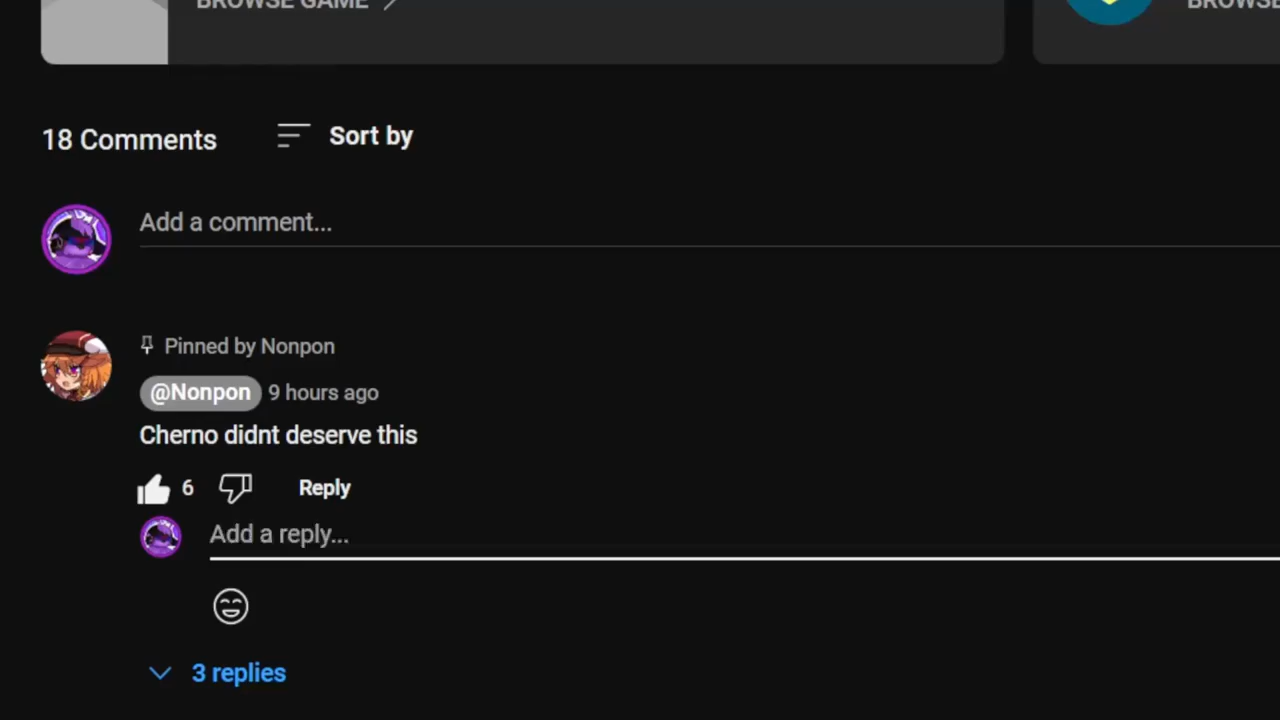 BROWSE GAME
BROWSE
18 Comments
Sort by
Add a comment...
Pinned by Nonpon
@Nonpon 9 hours ago
Cherno didnt deserve this
6
Reply
Add a reply...
3 replies